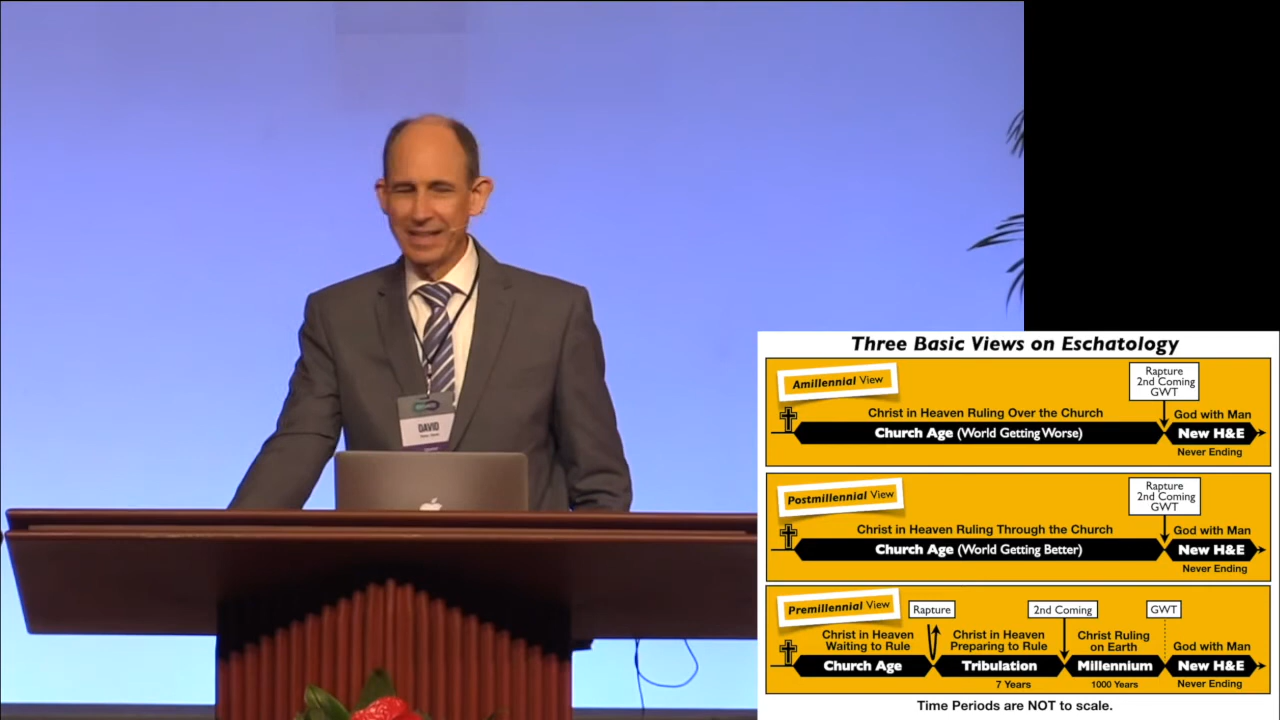 DAVID
Three Basic Views on Eschatology
Amillennial View
Rapture
2nd Coming
GWT
Christ in Heaven Ruling Over the Church
God with Man
Church Age (World Getting Worse)
New H&E
Never Ending
Postmillennial View
Rapture
2nd Coming
GWT
Christ in Heaven Ruling Through the Church
God with Man
Church Age (World Getting Better)
New H&E
Never Ending
Premillennial View
Rapture
2nd Coming
GWT
Christ in Heaven
Waiting to Rule
Christ in Heaven
Preparing to Rule
Christ Ruling
on Earth
God with Man
Church Age
Tribulation
Millennium
New H&E
7 Years
1000 Years
Never Ending
Time Periods are NOT to scale.